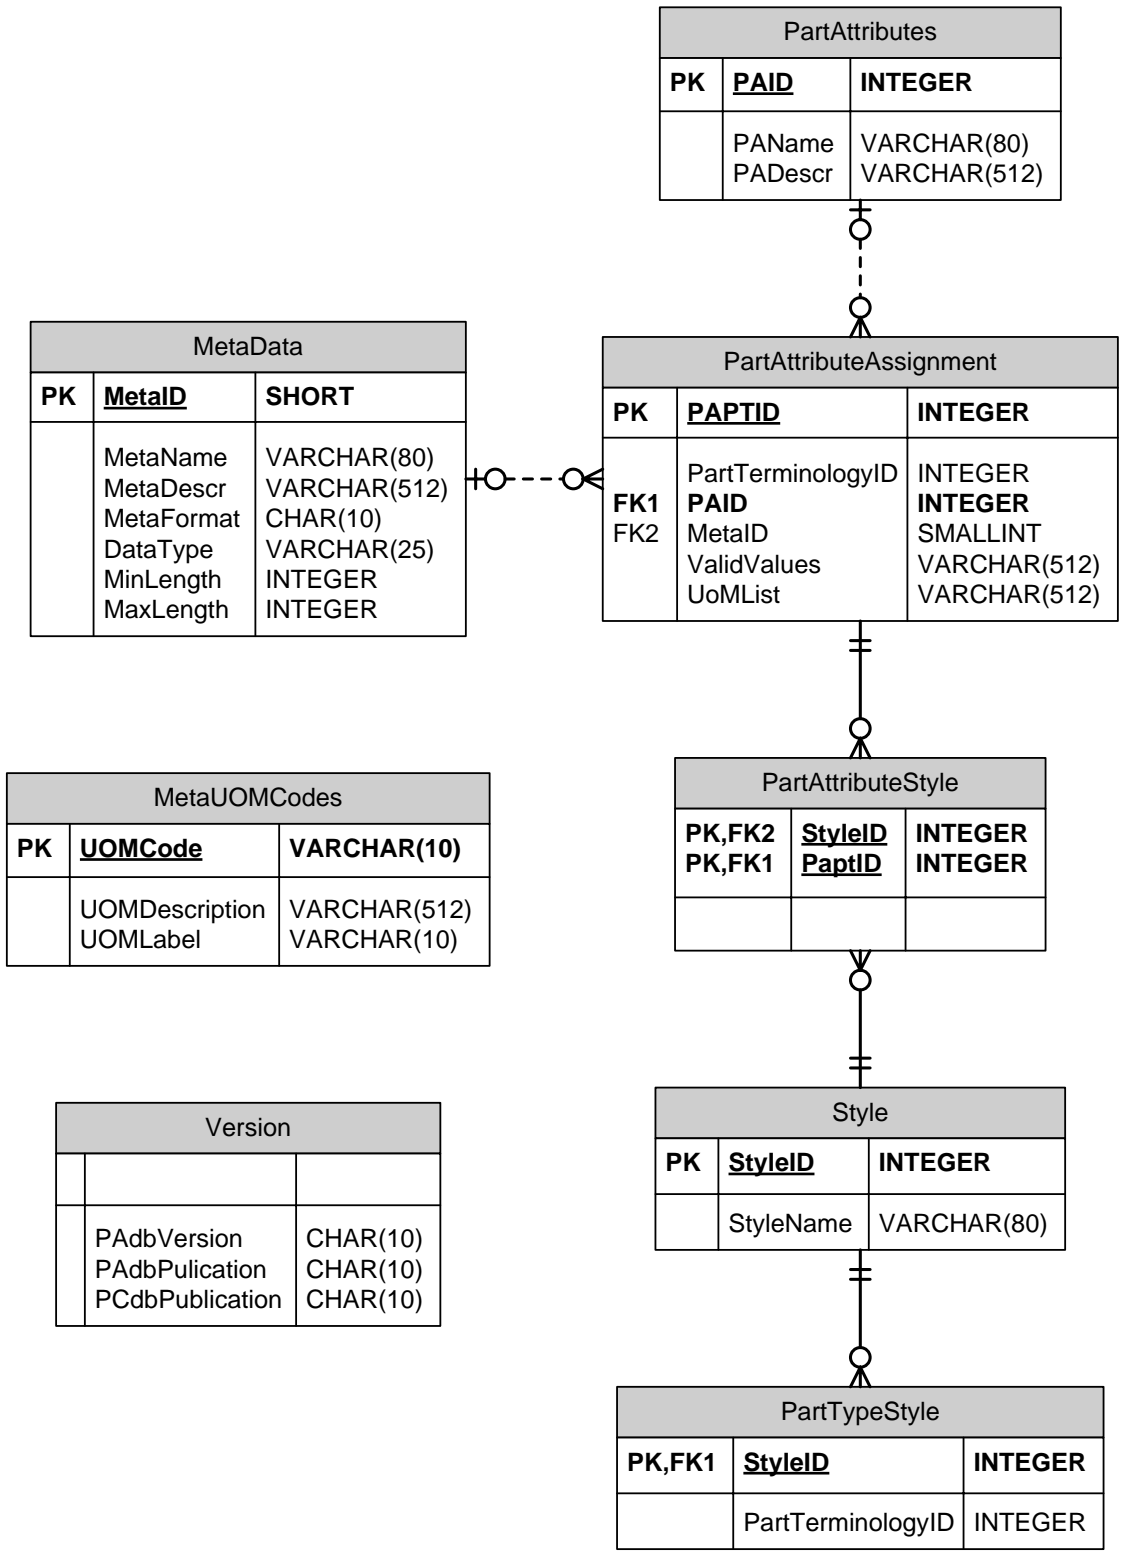 PartAttributes
PK PAID INTEGER
PAName VARCHAR(80)
PADescr VARCHAR(512)
MetaData
PK MetaID SHORT
MetaName VARCHAR(80)
MetaDescr VARCHAR(512)
MetaFormat CHAR(10)
DataType VARCHAR(25)
MinLength INTEGER
MaxLength INTEGER
PartAttributeAssignment
PK PAPTID INTEGER
PartTerminologyID INTEGER
FK1 PAID INTEGER
FK2 MetaID SMALLINT
ValidValues VARCHAR(512)
UoMList VARCHAR(512)
MetaUOMCodes
PK UOMCode VARCHAR(10)
UOMDescription VARCHAR(512)
UOMLabel VARCHAR(10)
PartAttributeStyle
PK,FK2 StyleID INTEGER
PK,FK1 PaptID INTEGER
Version
PAdbVersion CHAR(10)
PAdbPulication CHAR(10)
PCdbPublication CHAR(10)
Style
PK StyleID INTEGER
StyleName VARCHAR(80)
PartTypeStyle
PK,FK1 StyleID INTEGER
PartTerminologyID INTEGER